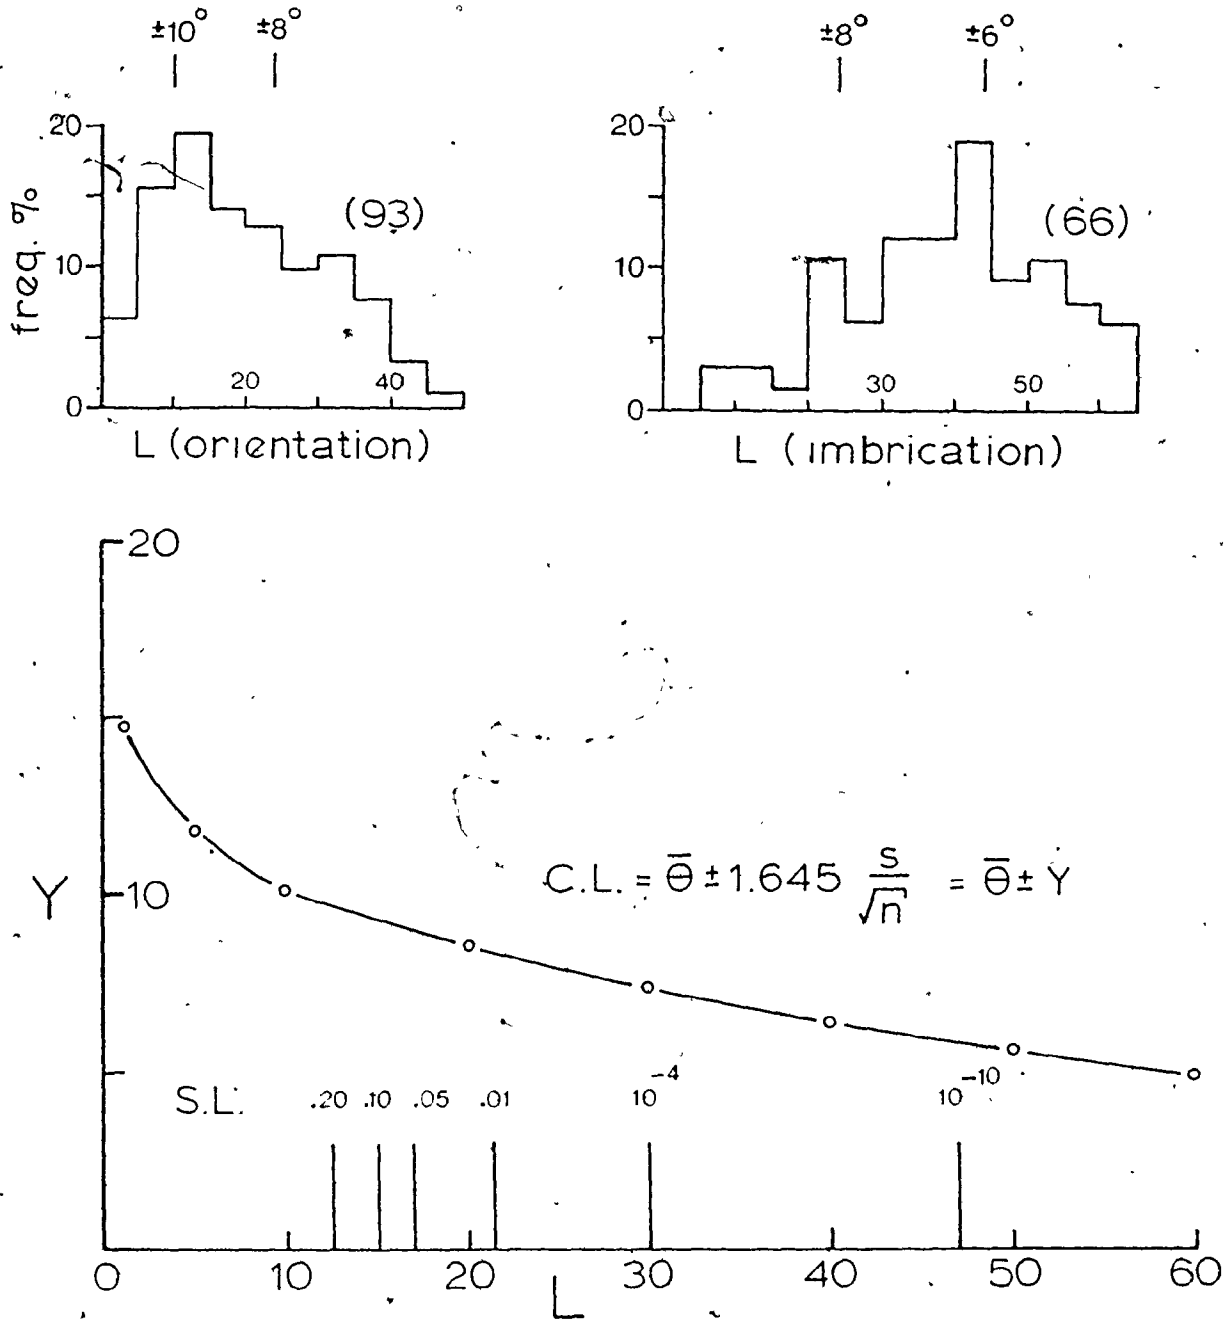 ±10° ±8°
20
10
0
freq. %
(93)
20 40
L (orientation)
±8° ±6°
20
10
0
(66)
30 50
L (imbrication)
20
10
Y
C.L. = θ̅ ± 1.645 s/√n = θ̅ ± Y
S.L. .20 .10 .05 .01 10⁻⁴ 10⁻¹⁰
0 10 20 30 40 50 60
L